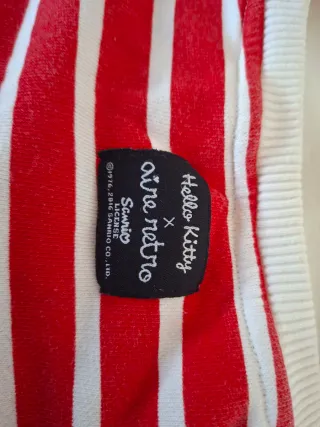 Hello Kitty
x
aire retro
Sanrio
LICENSE
©1976, 2016 SANRIO CO., LTD.